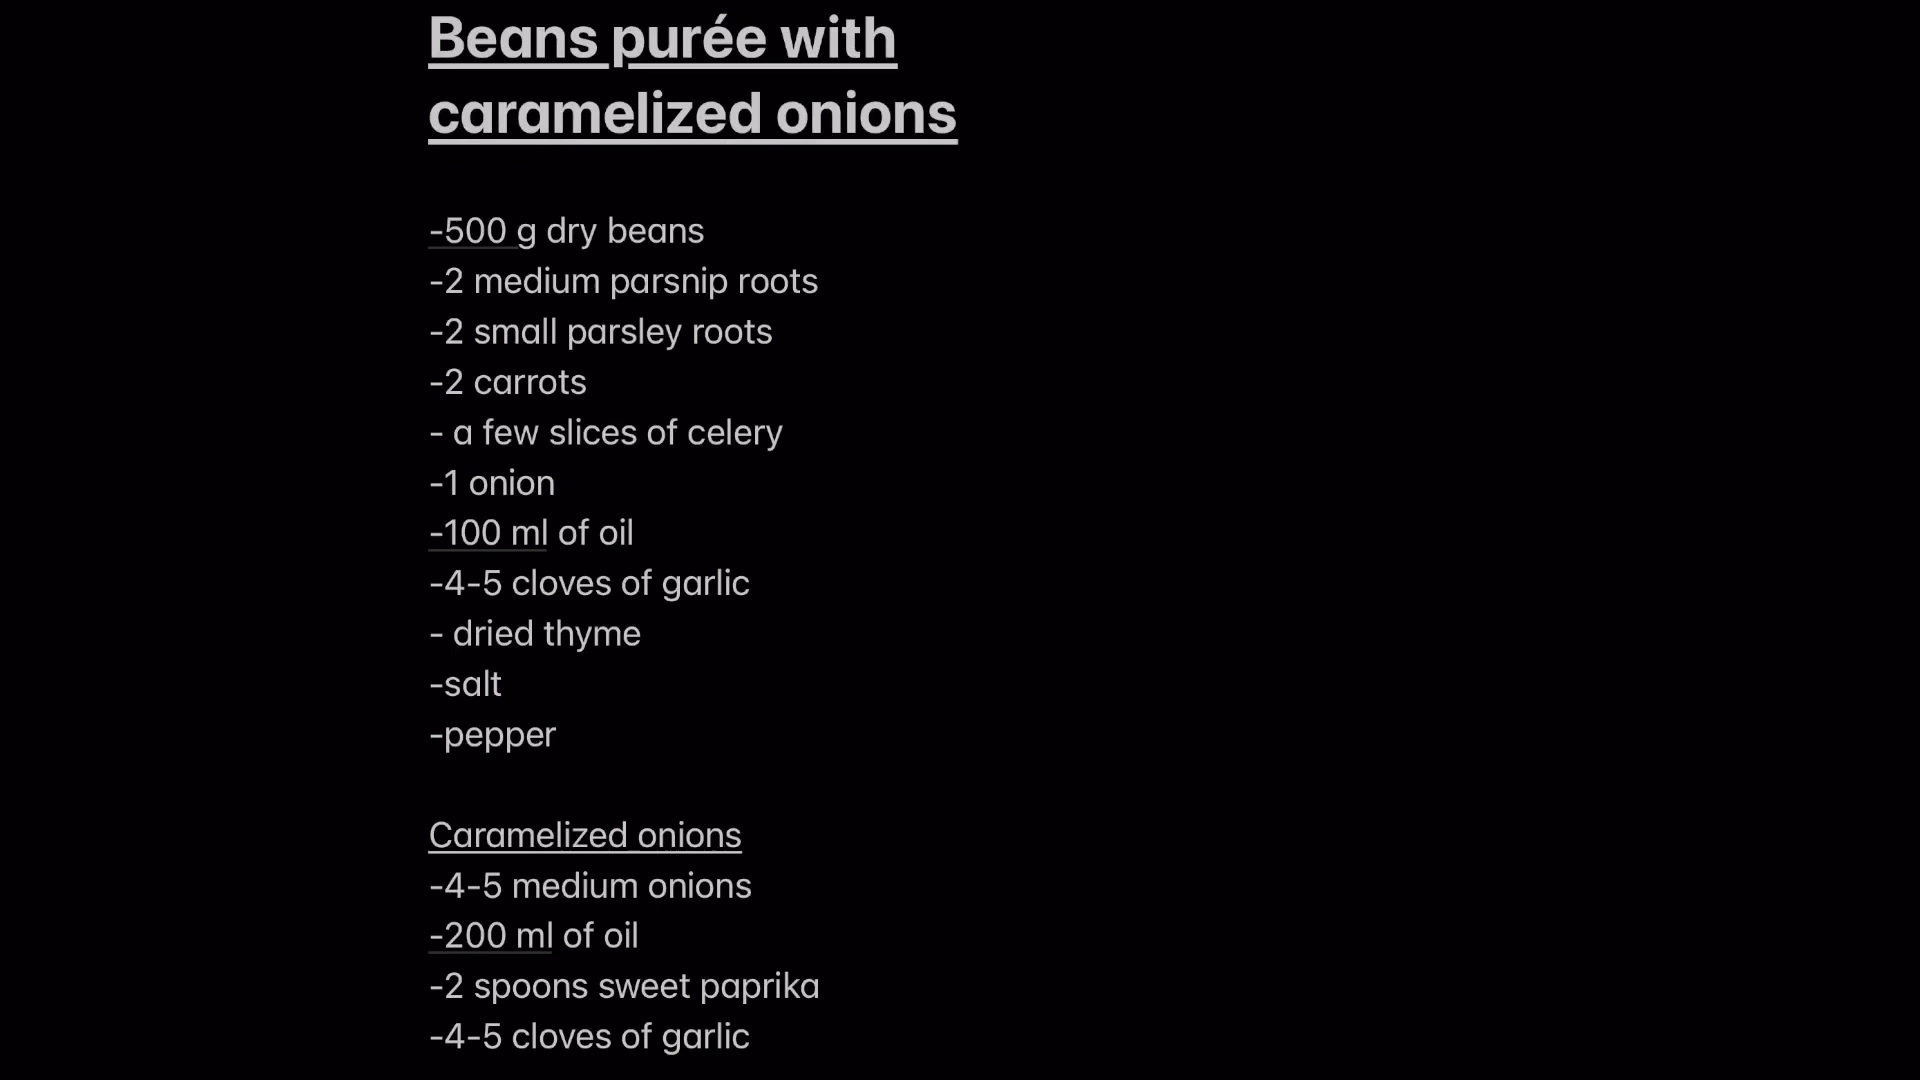 Beans purée with
caramelized onions
-500 g dry beans
-2 medium parsnip roots
-2 small parsley roots
-2 carrots
- a few slices of celery
-1 onion
-100 ml of oil
-4-5 cloves of garlic
- dried thyme
-salt
-pepper
Caramelized onions
-4-5 medium onions
-200 ml of oil
-2 spoons sweet paprika
-4-5 cloves of garlic